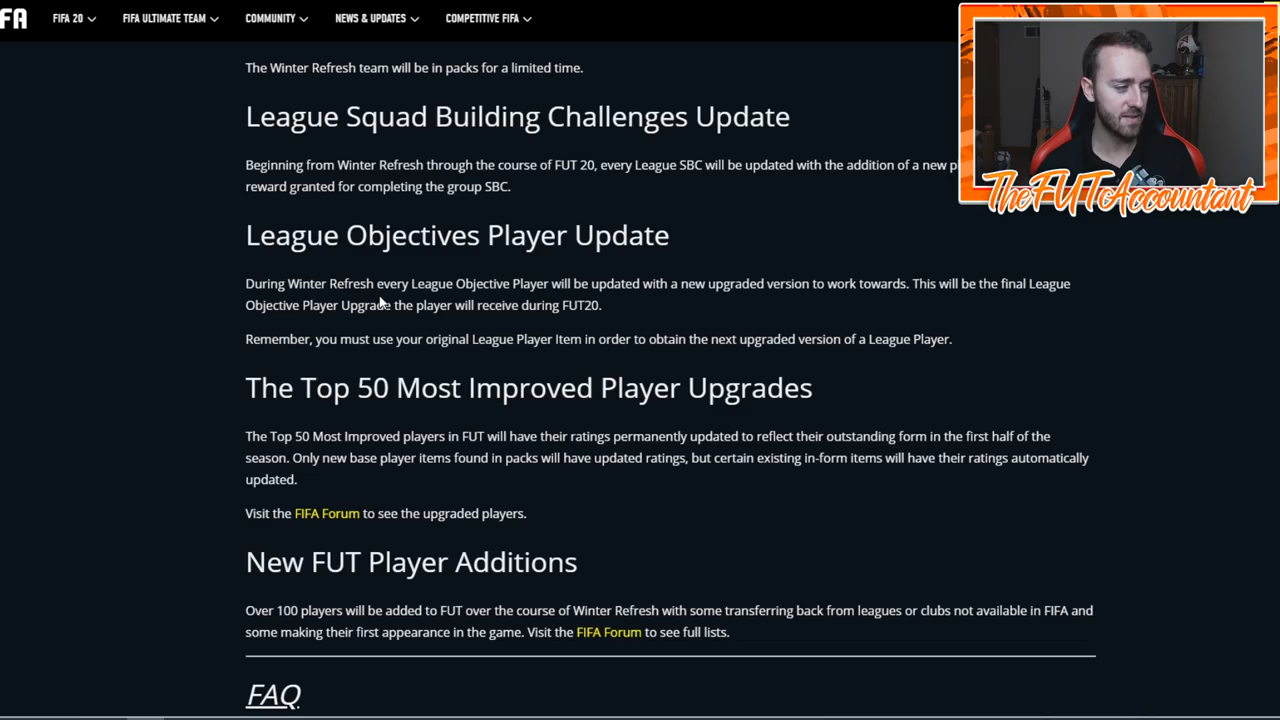 FA FIFA 20 FIFA ULTIMATE TEAM COMMUNITY NEWS & UPDATES COMPETITIVE FIFA
The Winter Refresh team will be in packs for a limited time.
League Squad Building Challenges Update
Beginning from Winter Refresh through the course of FUT 20, every League SBC will be updated with the addition of a new
reward granted for completing the group SBC.
TheFUTAccountant
League Objectives Player Update
During Winter Refresh every League Objective Player will be updated with a new upgraded version to work towards. This will be the final League
Objective Player Upgrade the player will receive during FUT20.
Remember, you must use your original League Player Item in order to obtain the next upgraded version of a League Player.
The Top 50 Most Improved Player Upgrades
The Top 50 Most Improved players in FUT will have their ratings permanently updated to reflect their outstanding form in the first half of the
season. Only new base player items found in packs will have updated ratings, but certain existing in-form items will have their ratings automatically
updated.
Visit the FIFA Forum to see the upgraded players.
New FUT Player Additions
Over 100 players will be added to FUT over the course of Winter Refresh with some transferring back from leagues or clubs not available in FIFA and
some making their first appearance in the game. Visit the FIFA Forum to see full lists.
FAQ